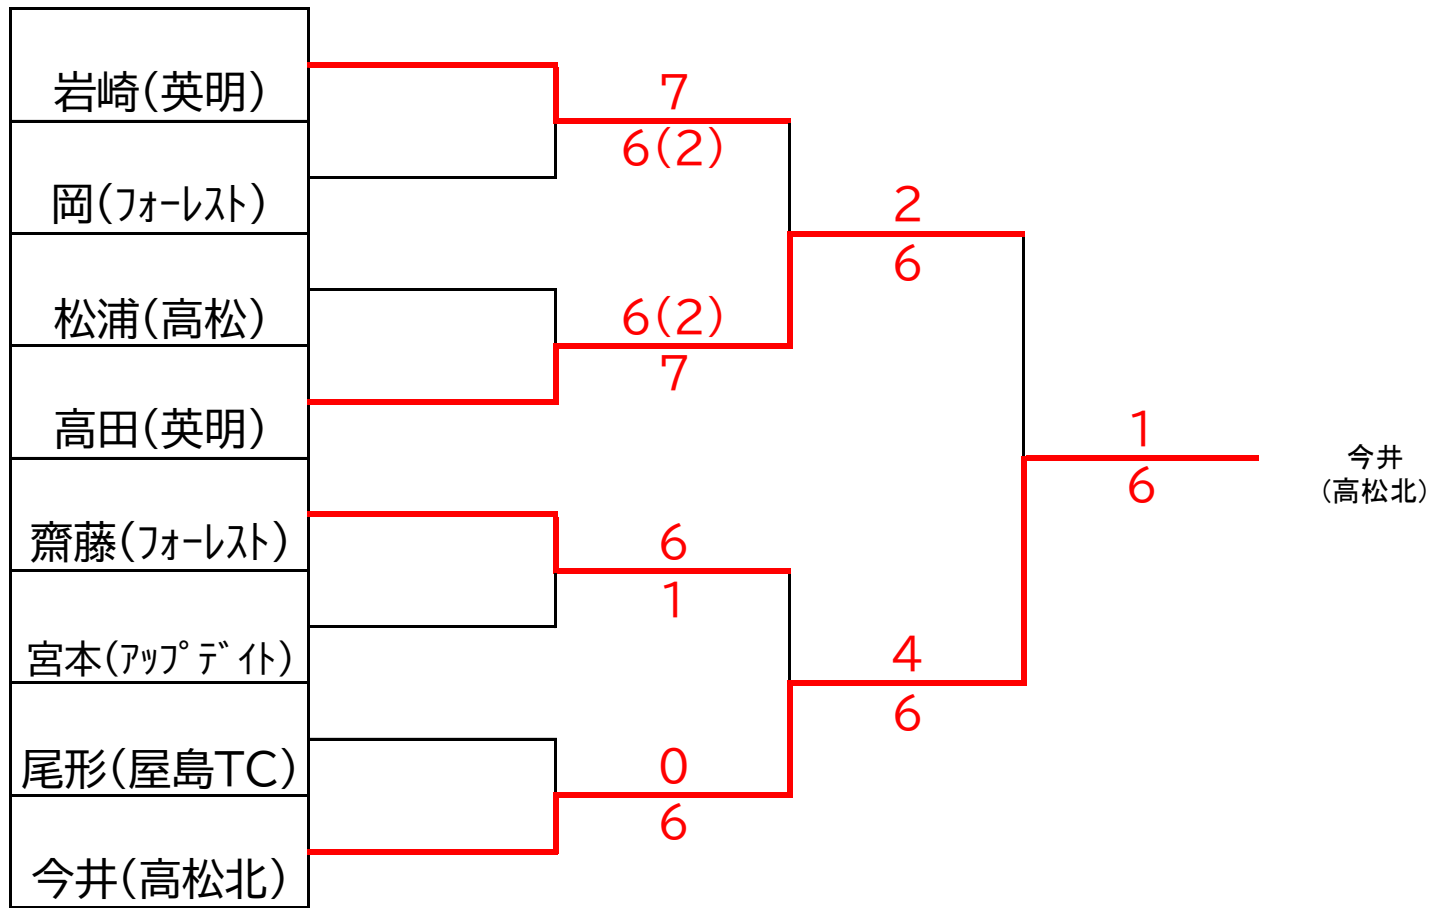 岩崎(英明)
7
6(2)
岡(ﾌｫｰﾚｽﾄ)
2
6
松浦(高松)
6(2)
7
高田(英明)
1
6
今井
(高松北)
齋藤(ﾌｫｰﾚｽﾄ)
6
1
宮本(ｱｯﾌﾟﾃﾞｲﾄ)
4
6
尾形(屋島TC)
0
6
今井(高松北)